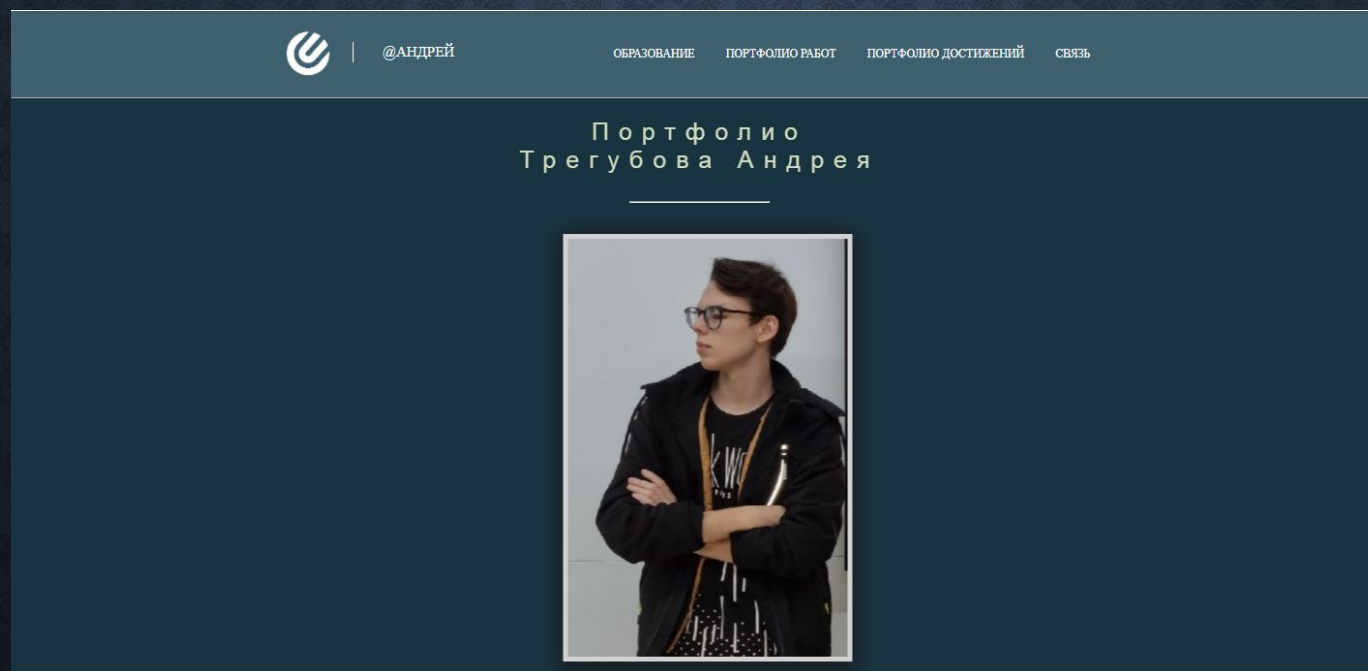 @АНДРЕЙ
ОБРАЗОВАНИЕ ПОРТФОЛИО РАБОТ ПОРТФОЛИО ДОСТИЖЕНИЙ СВЯЗЬ
Портфолио
Трегубова Андрея